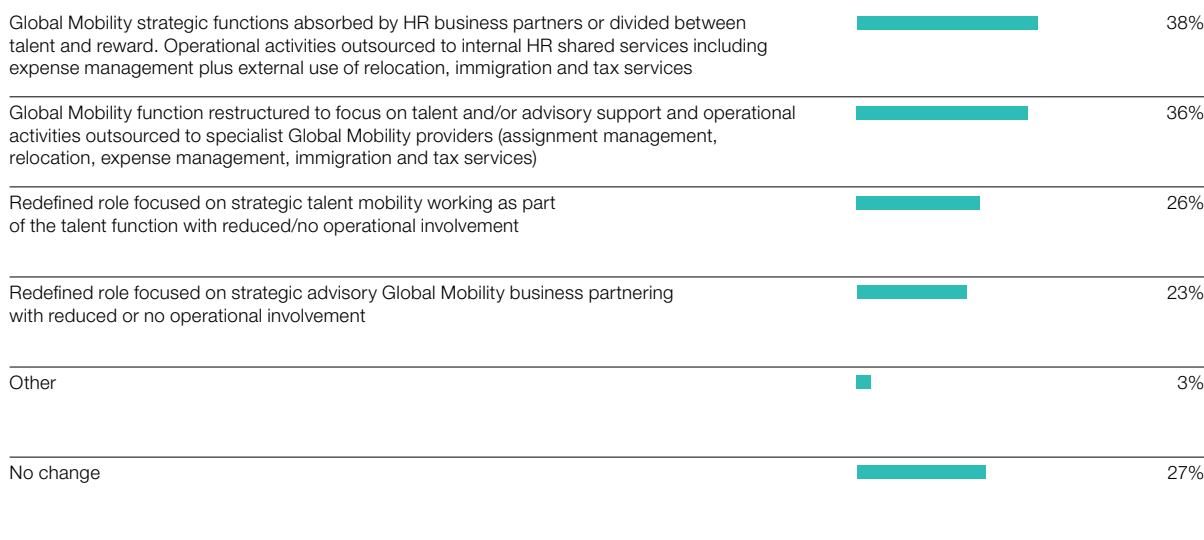 Global Mobility strategic functions absorbed by HR business partners or divided between 38%
talent and reward. Operational activities outsourced to internal HR shared services including
expense management plus external use of relocation, immigration and tax services
Global Mobility function restructured to focus on talent and/or advisory support and operational 36%
activities outsourced to specialist Global Mobility providers (assignment management,
relocation, expense management, immigration and tax services)
Redefined role focused on strategic talent mobility working as part 26%
of the talent function with reduced/no operational involvement
Redefined role focused on strategic advisory Global Mobility business partnering 23%
with reduced or no operational involvement
Other 3%
No change 27%